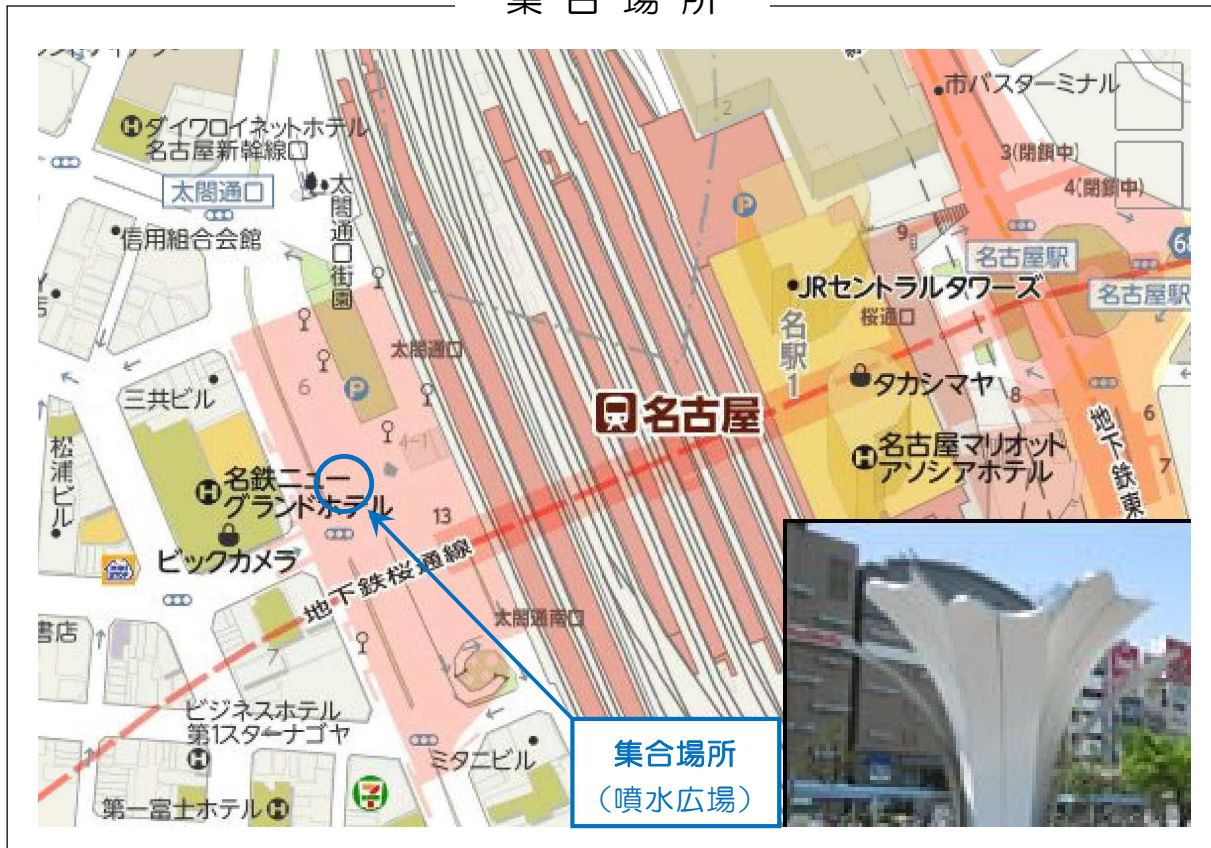 集合場所
ダイワロイネットホテル
名古屋新幹線口
太閤通口
信用組合会館
太閤通口街園
市バスターミナル
3(閉鎖中)
4(閉鎖中)
2
P
9
名古屋駅
名古屋駅
JRセントラルタワーズ
桜通口
名駅1
太閤通口
6
P
三共ビル
松浦ビル
4-1
名古屋
タカシマヤ
8
6
7
名古屋マリオット
アソシアホテル
地下鉄東
名鉄ニュー
グランドホテル
13
ビックカメラ
地下鉄桜通線
太閤通南口
書店
ビジネスホテル
第1スターナゴヤ
ミタニビル
第一富士ホテル
集合場所
(噴水広場)